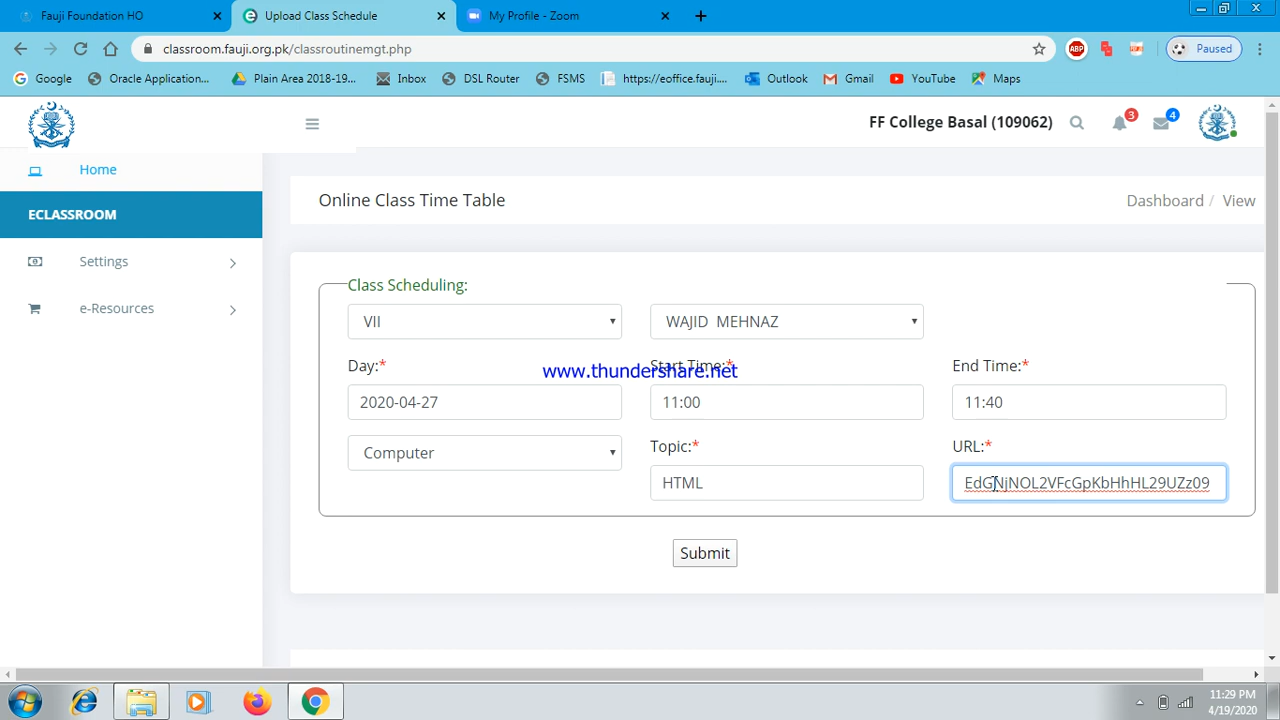 Fauji Foundation HO
Upload Class Schedule
My Profile - Zoom
classroom.fauji.org.pk/classroutinemgt.php
ABP
Paused
Google
Oracle Application...
Plain Area 2018-19...
Inbox
DSL Router
FSMS
https://eoffice.fauji....
Outlook
Gmail
YouTube
Maps
FF College Basal (109062)
3
4
Home
ECLASSROOM
Settings
e-Resources
Online Class Time Table
Dashboard / View
Class Scheduling:
VII
WAJID MEHNAZ
Day:*
Start Time:*
End Time:*
www.thundershare.net
2020-04-27
11:00
11:40
Computer
Topic:*
URL:*
HTML
EdGNjNOL2VFcGpKbHhHL29UZz09
Submit
11:29 PM
4/19/2020